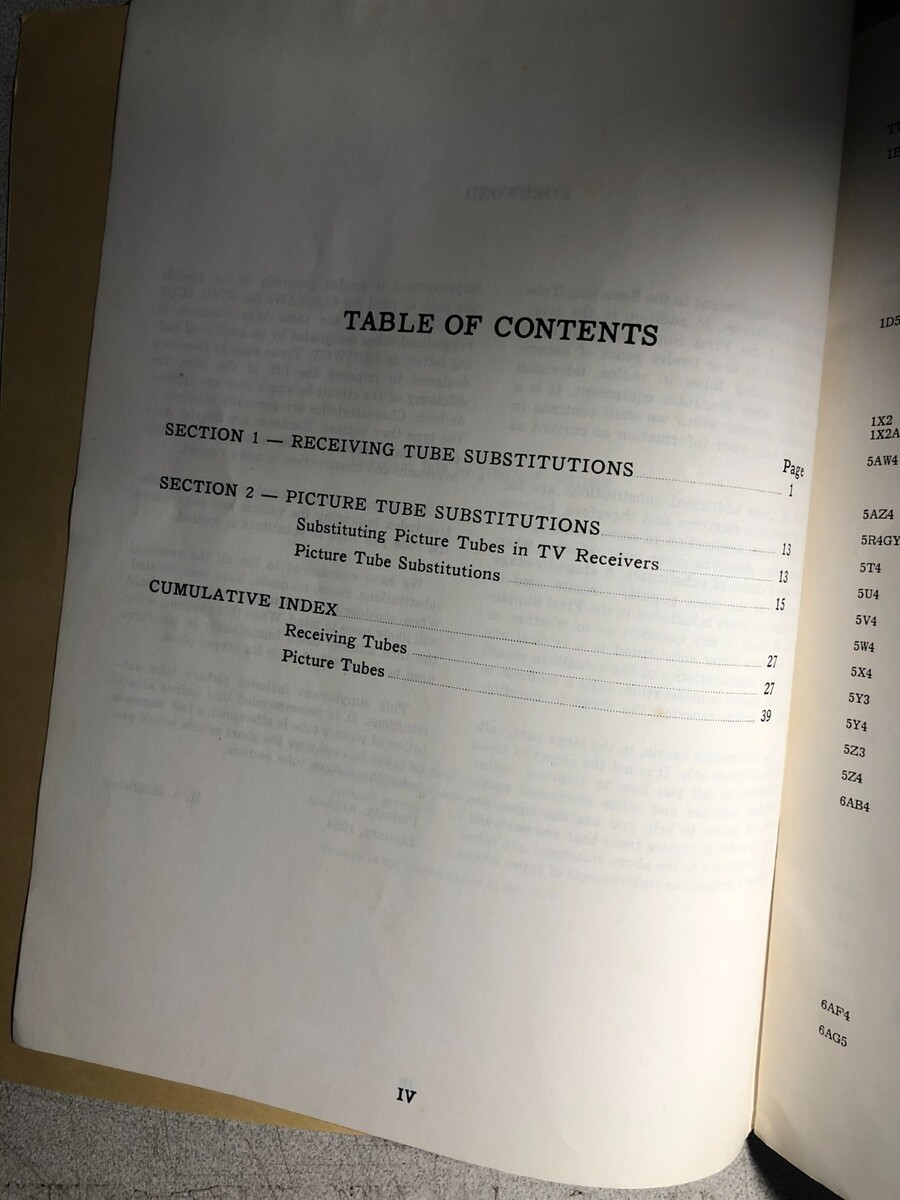 TABLE OF CONTENTS
Page
SECTION 1 — RECEIVING TUBE SUBSTITUTIONS 1
SECTION 2 — PICTURE TUBE SUBSTITUTIONS 13
Substituting Picture Tubes in TV Receivers 13
Picture Tube Substitutions 15
CUMULATIVE INDEX 27
Receiving Tubes 27
Picture Tubes 39
IV
1D5
1X2
1X2A
5AW4
5AZ4
5R4GY
5T4
5U4
5V4
5W4
5X4
5Y3
5Y4
5Z3
5Z4
6AB4
6AF4
6AG5